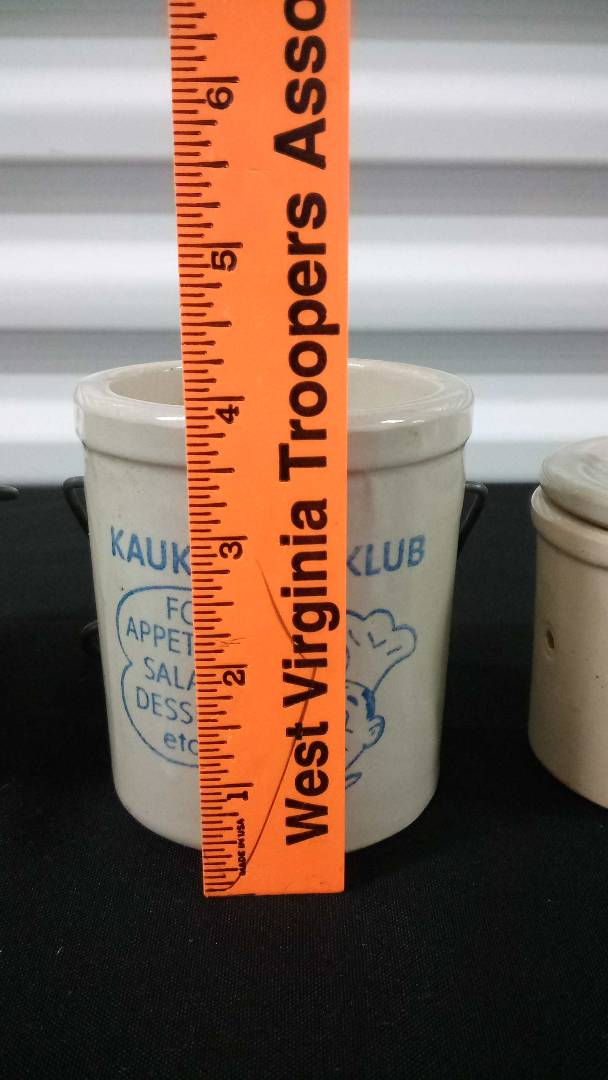 West Virginia Troopers Asso
6
5
4
3
2
1
MADE IN USA
KAUK KLUB
FO
APPET
SALA
DESS
etc